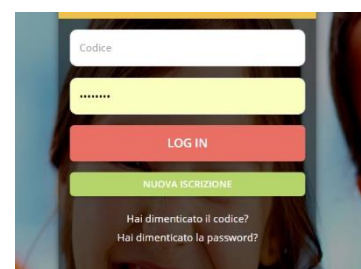 Codice
••••••••
LOG IN
NUOVA ISCRIZIONE
Hai dimenticato il codice?
Hai dimenticato la password?